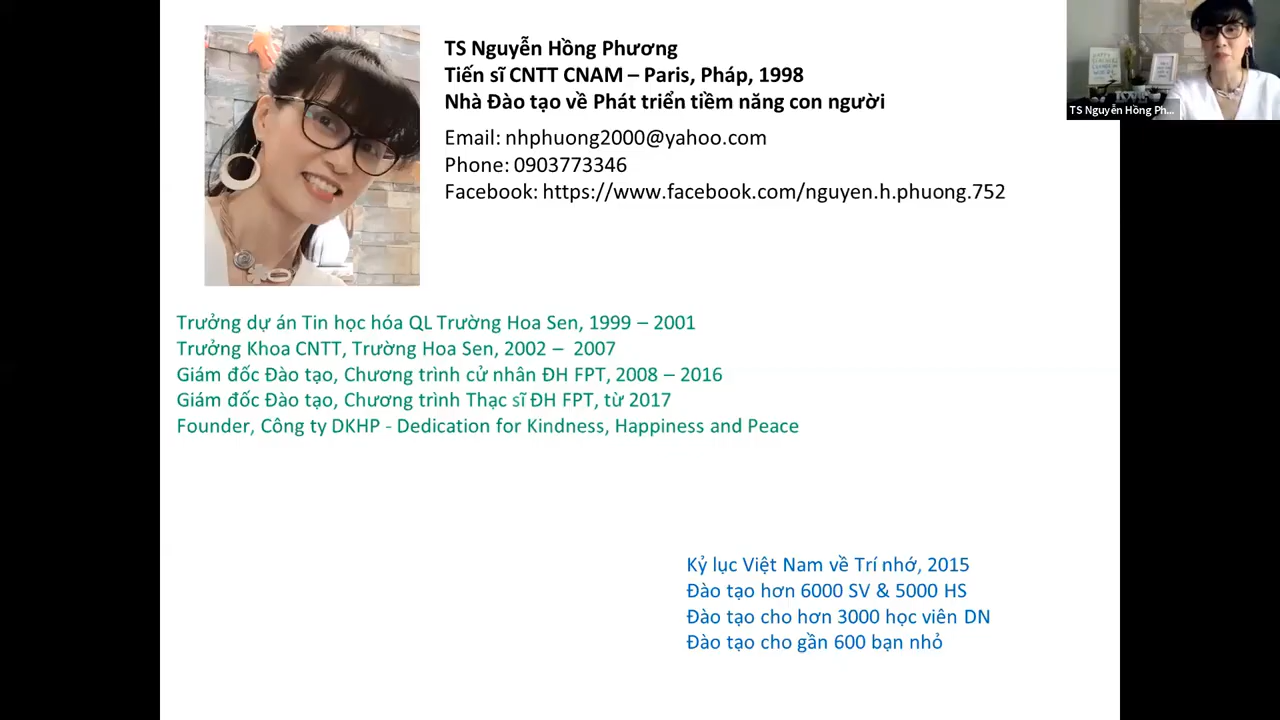 TS Nguyễn Hồng Phương
Tiến sĩ CNTT CNAM – Paris, Pháp, 1998
Nhà Đào tạo về Phát triển tiềm năng con người
Email: nhphuong2000@yahoo.com
Phone: 0903773346
Facebook: https://www.facebook.com/nguyen.h.phuong.752
TS Nguyễn Hồng Ph...
Trưởng dự án Tin học hóa QL Trường Hoa Sen, 1999 – 2001
Trưởng Khoa CNTT, Trường Hoa Sen, 2002 – 2007
Giám đốc Đào tạo, Chương trình cử nhân ĐH FPT, 2008 – 2016
Giám đốc Đào tạo, Chương trình Thạc sĩ ĐH FPT, từ 2017
Founder, Công ty DKHP - Dedication for Kindness, Happiness and Peace
Kỷ lục Việt Nam về Trí nhớ, 2015
Đào tạo hơn 6000 SV & 5000 HS
Đào tạo cho hơn 3000 học viên DN
Đào tạo cho gần 600 bạn nhỏ